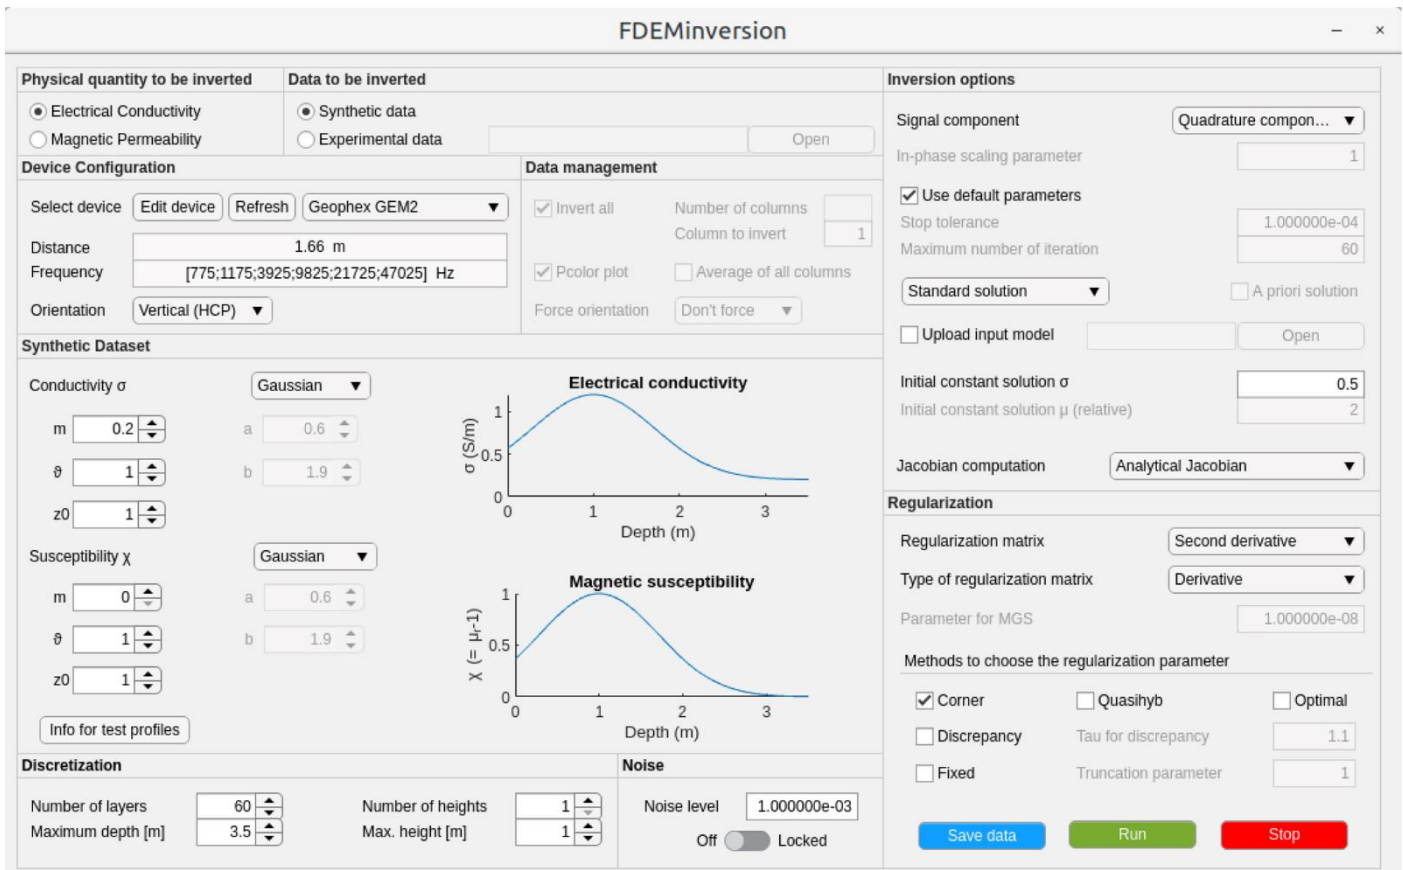 FDEMinversion
Physical quantity to be inverted
Electrical Conductivity
Magnetic Permeability
Data to be inverted
Synthetic data
Experimental data Open
Device Configuration
Select device Edit device Refresh Geophex GEM2
Distance 1.66 m
Frequency [775;1175;3925;9825;21725;47025] Hz
Orientation Vertical (HCP)
Data management
Invert all Number of columns
Column to invert 1
Pcolor plot Average of all columns
Force orientation Don't force
Synthetic Dataset
Conductivity σ Gaussian
m 0.2 a 0.6
ϑ 1 b 1.9
z0 1
Susceptibility χ Gaussian
m 0 a 0.6
ϑ 1 b 1.9
z0 1
Info for test profiles
Electrical conductivity
σ (S/m)
1
0.5
0
0 1 2 3
Depth (m)
Magnetic susceptibility
χ (= μr-1)
1
0.5
0
0 1 2 3
Depth (m)
Discretization
Number of layers 60 Number of heights 1
Maximum depth [m] 3.5 Max. height [m] 1
Noise
Noise level 1.000000e-03
Off Locked
Inversion options
Signal component Quadrature compon...
In-phase scaling parameter 1
Use default parameters
Stop tolerance 1.000000e-04
Maximum number of iteration 60
Standard solution A priori solution
Upload input model Open
Initial constant solution σ 0.5
Initial constant solution μ (relative) 2
Jacobian computation Analytical Jacobian
Regularization
Regularization matrix Second derivative
Type of regularization matrix Derivative
Parameter for MGS 1.000000e-08
Methods to choose the regularization parameter
Corner Quasihyb Optimal
Discrepancy Tau for discrepancy 1.1
Fixed Truncation parameter 1
Save data Run Stop